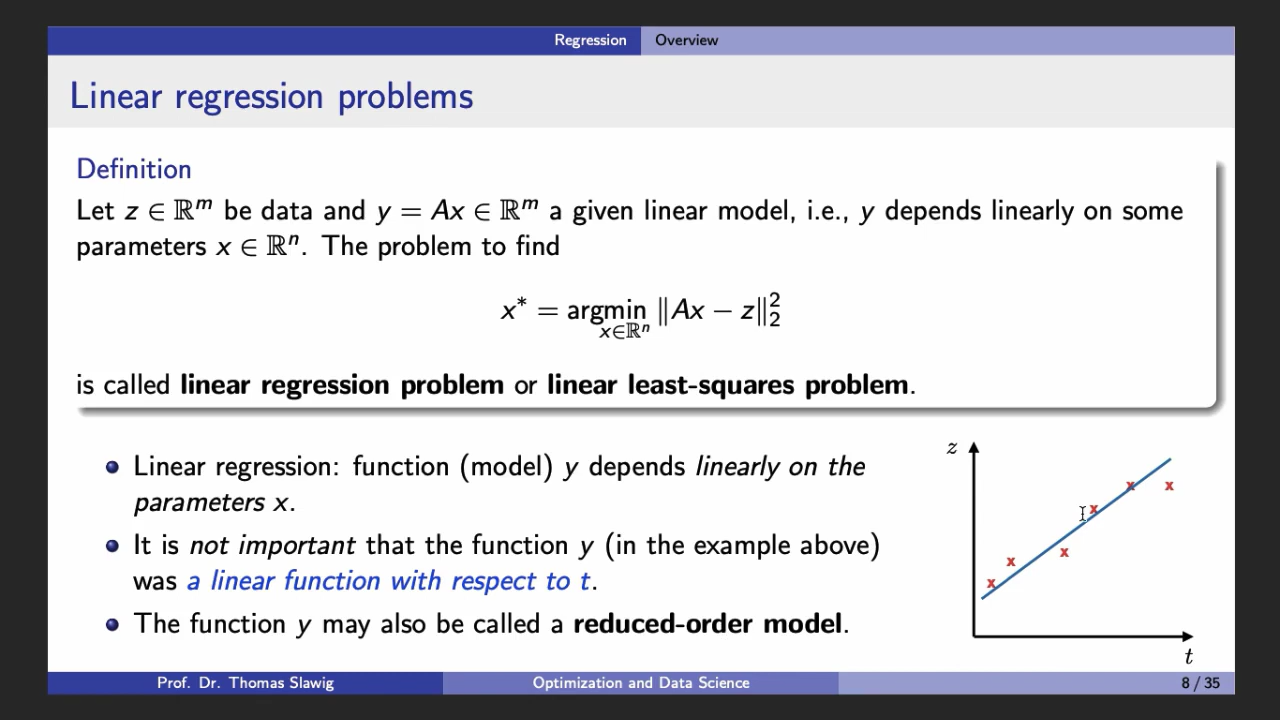 Regression Overview
Linear regression problems
Definition
Let z ∈ ℝᵐ be data and y = Ax ∈ ℝᵐ a given linear model, i.e., y depends linearly on some
parameters x ∈ ℝⁿ. The problem to find
x* = argmin ‖Ax − z‖₂²
x∈ℝⁿ
is called linear regression problem or linear least-squares problem.
Linear regression: function (model) y depends linearly on the
parameters x.
It is not important that the function y (in the example above)
was a linear function with respect to t.
The function y may also be called a reduced-order model.
z
x x x x x x
t
Prof. Dr. Thomas Slawig Optimization and Data Science 8 / 35